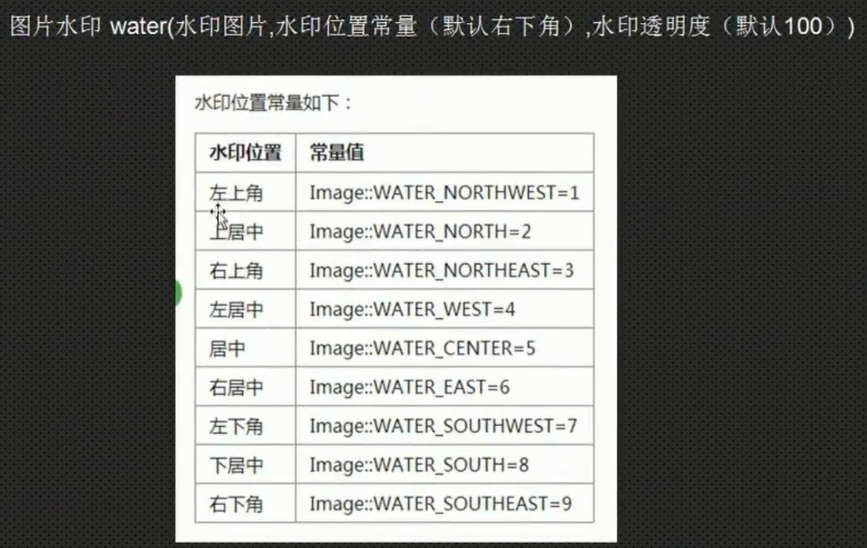 图片水印 water(水印图片,水印位置常量（默认右下角）,水印透明度（默认100）)
水印位置常量如下：
水印位置 常量值
左上角 Image::WATER_NORTHWEST=1
上居中 Image::WATER_NORTH=2
右上角 Image::WATER_NORTHEAST=3
左居中 Image::WATER_WEST=4
居中 Image::WATER_CENTER=5
右居中 Image::WATER_EAST=6
左下角 Image::WATER_SOUTHWEST=7
下居中 Image::WATER_SOUTH=8
右下角 Image::WATER_SOUTHEAST=9